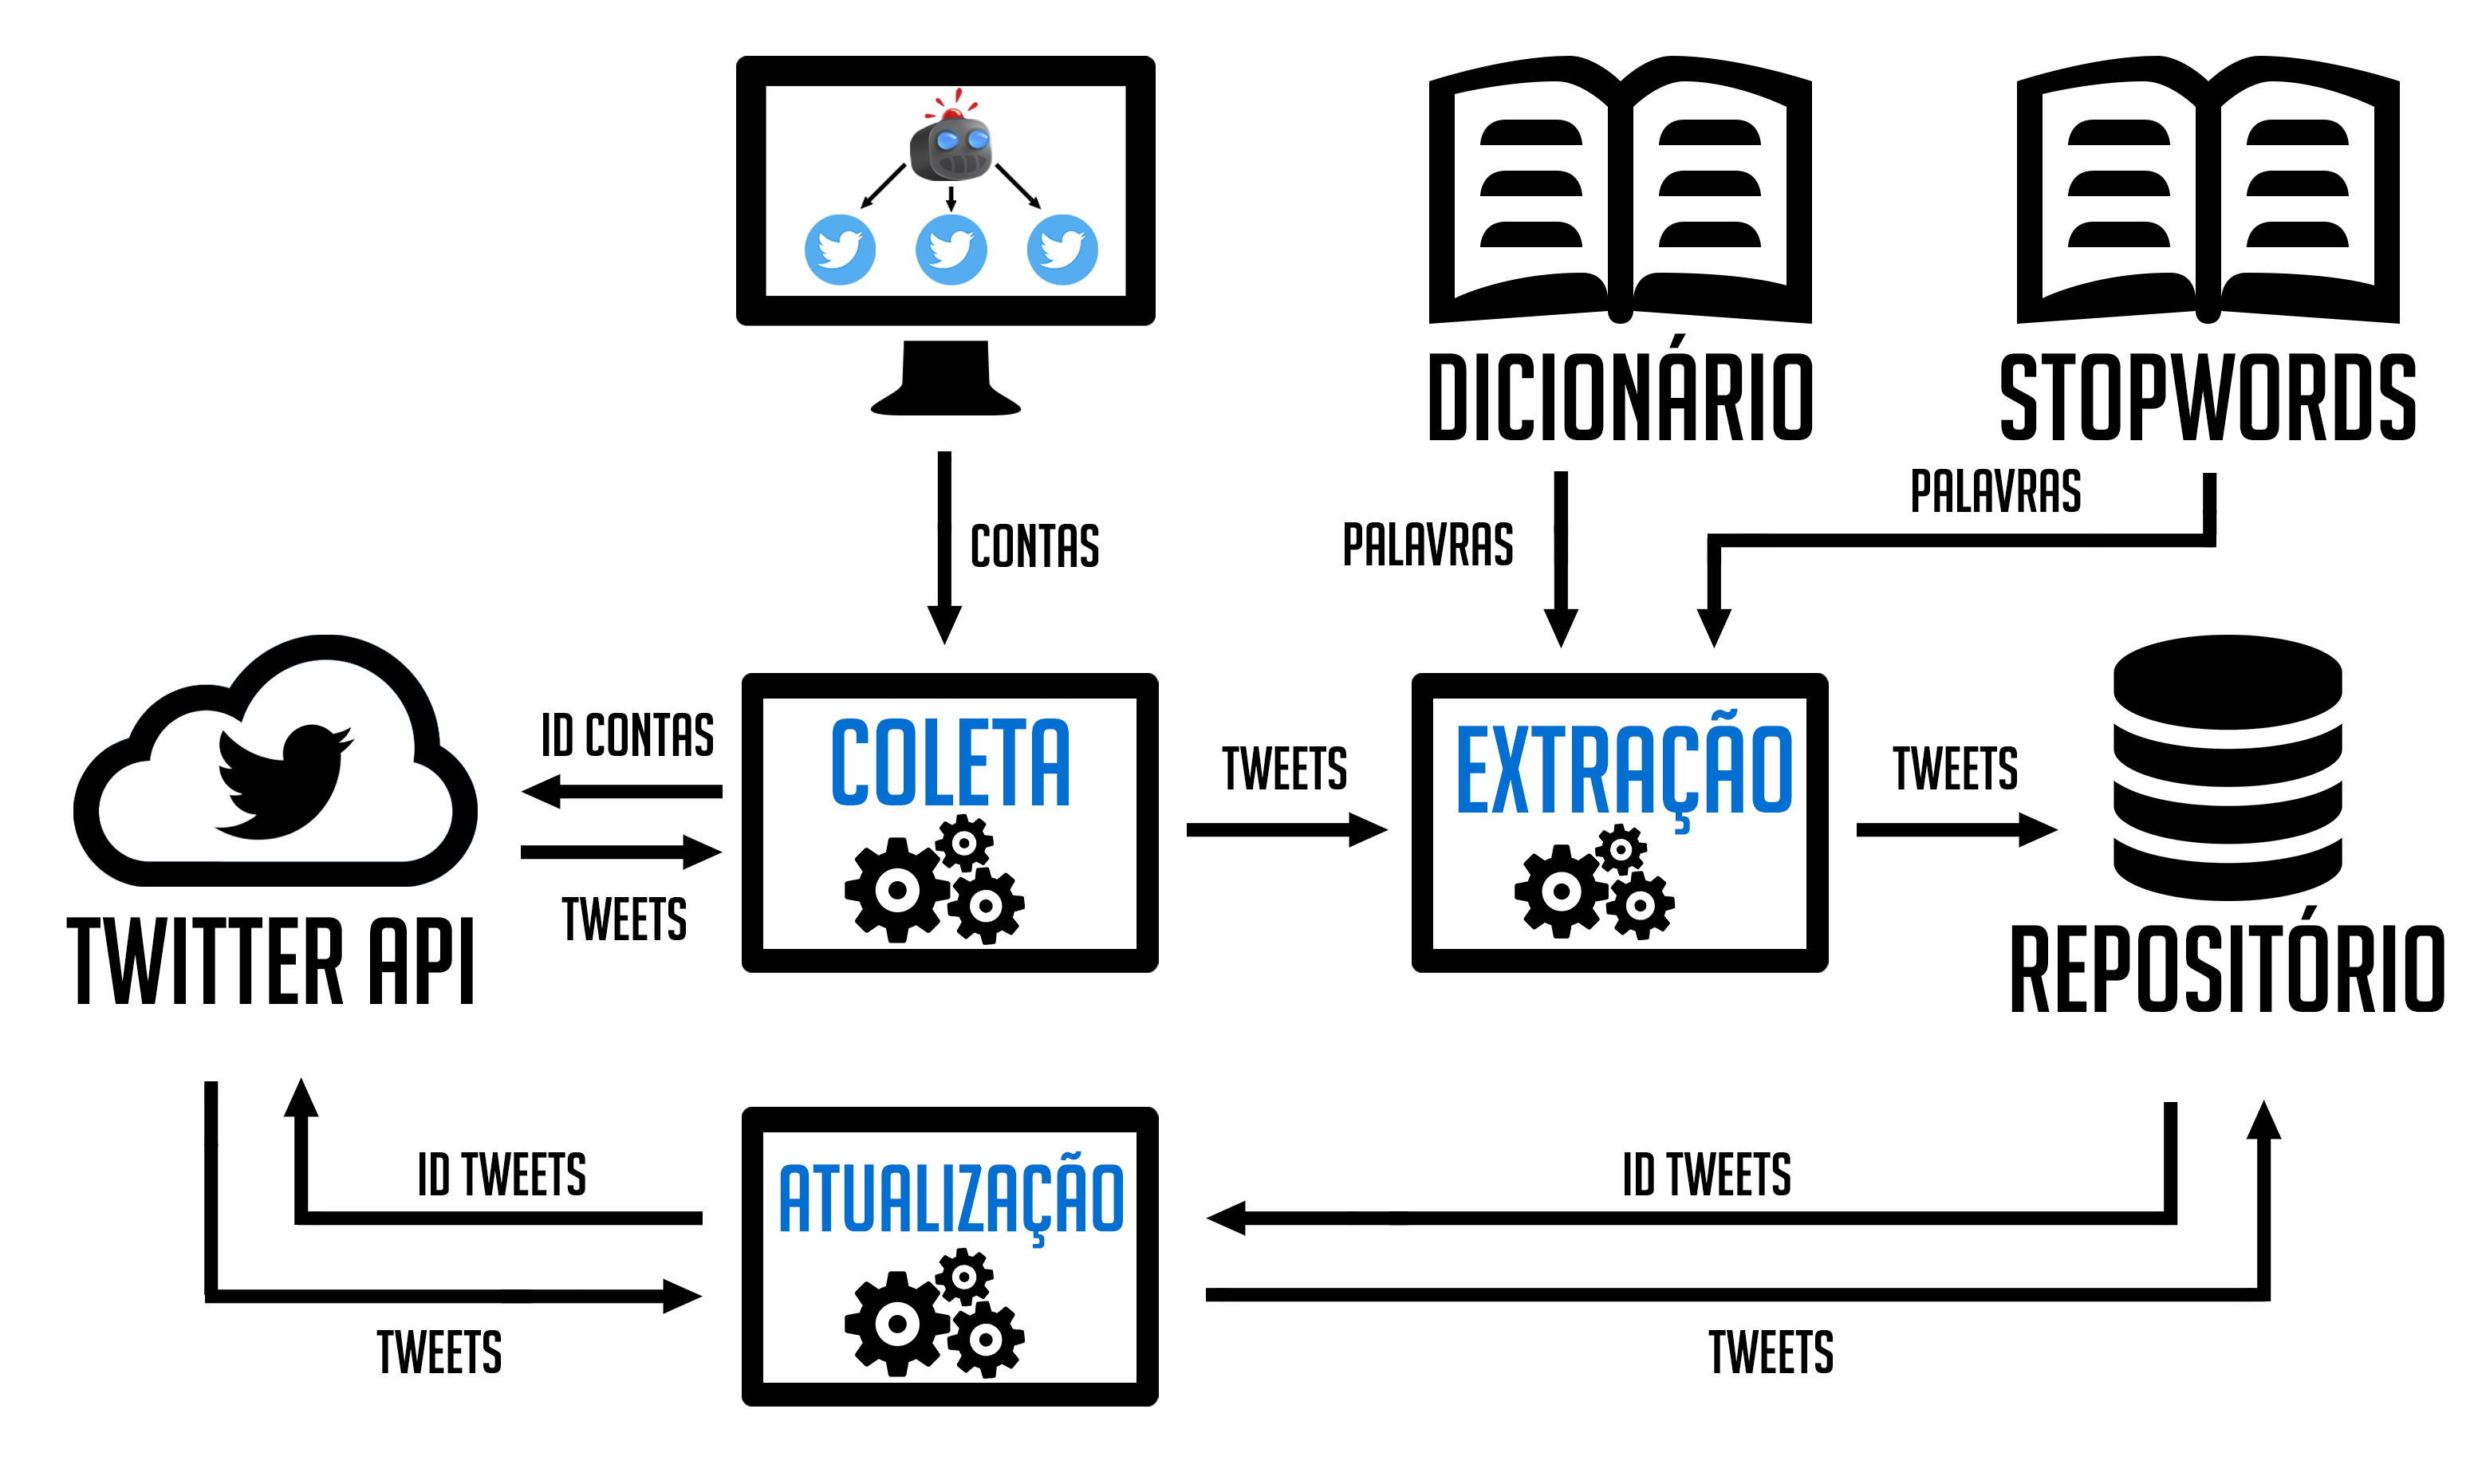 DICIONÁRIO
STOPWORDS
PALAVRAS
CONTAS
PALAVRAS
ID CONTAS
COLETA
TWEETS
EXTRAÇÃO
TWEETS
TWEETS
TWITTER API
REPOSITÓRIO
ID TWEETS
ATUALIZAÇÃO
ID TWEETS
TWEETS
TWEETS